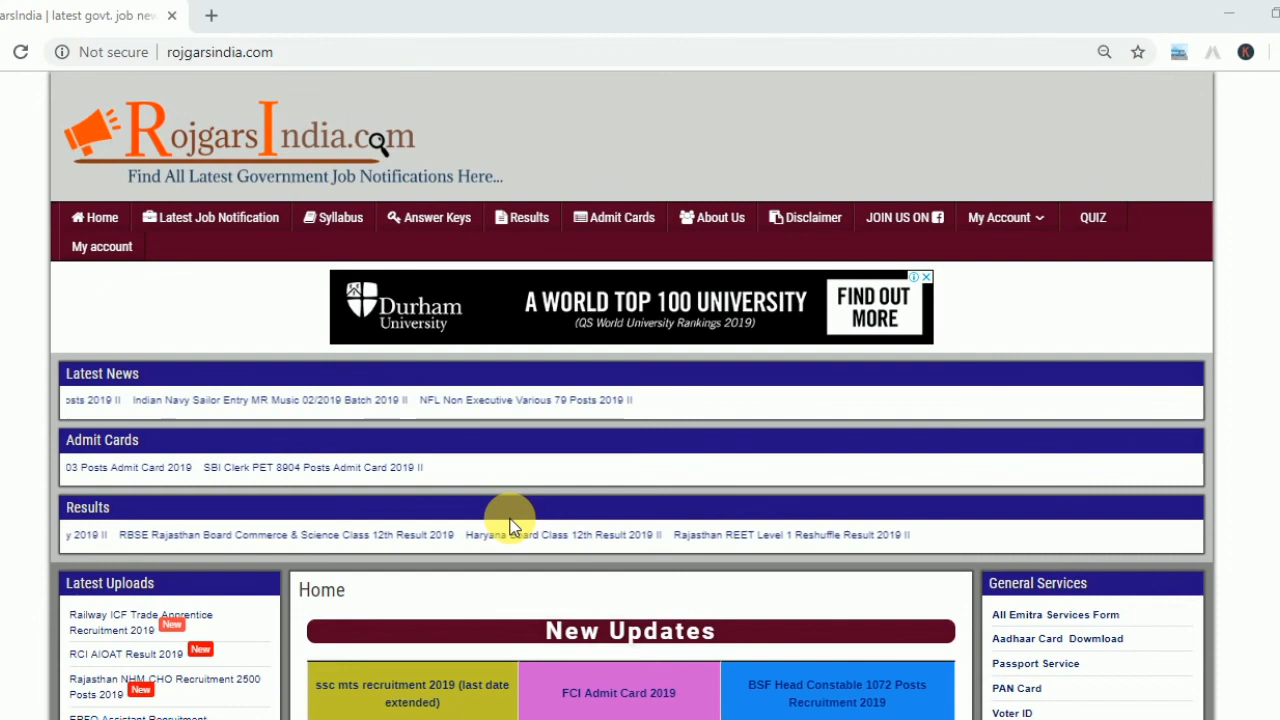 arsIndia | latest govt. job new
Not secure
rojgarsindia.com
K
RojgarsIndia.com
Find All Latest Government Job Notifications Here...
Home
Latest Job Notification
Syllabus
Answer Keys
Results
Admit Cards
About Us
Disclaimer
JOIN US ON
My Account
QUIZ
My account
Durham
University
A WORLD TOP 100 UNIVERSITY
(QS World University Rankings 2019)
FIND OUT
MORE
Latest News
osts 2019 II Indian Navy Sailor Entry MR Music 02/2019 Batch 2019 II NFL Non Executive Various 79 Posts 2019 II
Admit Cards
03 Posts Admit Card 2019 SBI Clerk PET 8904 Posts Admit Card 2019 II
Results
y 2019 II RBSE Rajasthan Board Commerce & Science Class 12th Result 2019 Haryana Board Class 12th Result 2019 II Rajasthan REET Level 1 Reshuffle Result 2019 II
Latest Uploads
Railway ICF Trade Apprentice
Recruitment 2019 New
RCI AIOAT Result 2019 New
Rajasthan NHM CHO Recruitment 2500
Posts 2019 New
EPFO Assistant Recruitment
Home
New Updates
ssc mts recruitment 2019 (last date
extended)
FCI Admit Card 2019
BSF Head Constable 1072 Posts
Recruitment 2019
General Services
All Emitra Services Form
Aadhaar Card Download
Passport Service
PAN Card
Voter ID